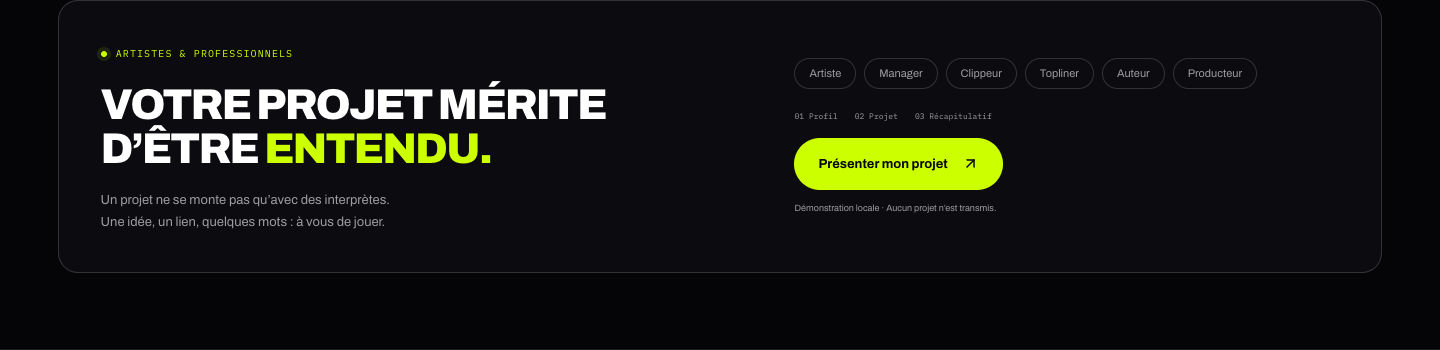 ARTISTES & PROFESSIONNELS
VOTRE PROJET MÉRITE
D’ÊTRE ENTENDU.
Un projet ne se monte pas qu’avec des interprètes.
Une idée, un lien, quelques mots : à vous de jouer.
Artiste Manager Clippeur Topliner Auteur Producteur
01 Profil 02 Projet 03 Récapitulatif
Présenter mon projet
Démonstration locale · Aucun projet n’est transmis.